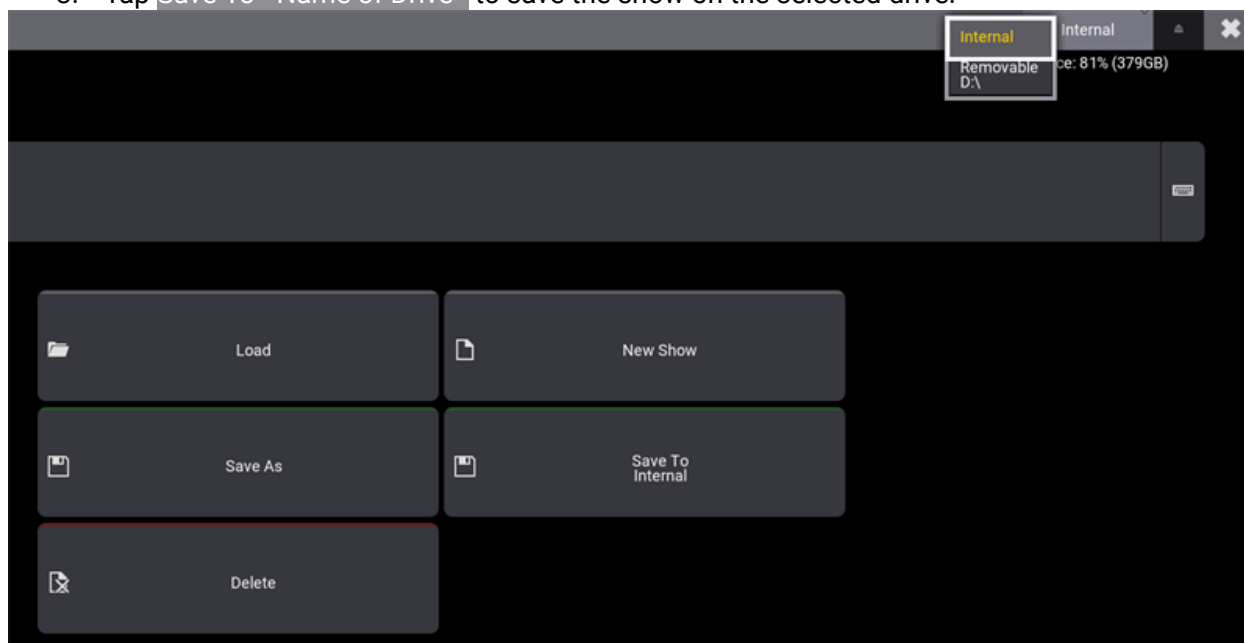 Tap Save To "Name of Drive" to save the show on the selected drive.
Internal
Internal
Removable
D:\
ce: 81% (379GB)
Load
New Show
Save As
Save To
Internal
Delete